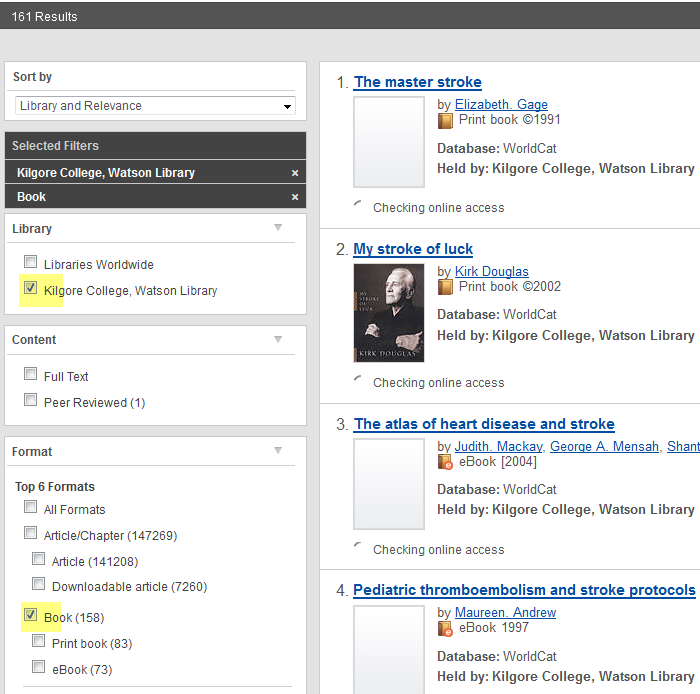 161 Results
Sort by
Library and Relevance
Selected Filters
Kilgore College, Watson Library ×
Book ×
Library
Libraries Worldwide
Kilgore College, Watson Library
Content
Full Text
Peer Reviewed (1)
Format
Top 6 Formats
All Formats
Article/Chapter (147269)
Article (141208)
Downloadable article (7260)
Book (158)
Print book (83)
eBook (73)
1. The master stroke
by Elizabeth. Gage
Print book ©1991
Database: WorldCat
Held by: Kilgore College, Watson Library
Checking online access
2. My stroke of luck
MY
STROKE
OF
LUCK
KIRK DOUGLAS
by Kirk Douglas
Print book ©2002
Database: WorldCat
Held by: Kilgore College, Watson Library
Checking online access
3. The atlas of heart disease and stroke
by Judith. Mackay, George A. Mensah, Shant
eBook [2004]
Database: WorldCat
Held by: Kilgore College, Watson Library
Checking online access
4. Pediatric thromboembolism and stroke protocols
by Maureen. Andrew
eBook 1997
Database: WorldCat
Held by: Kilgore College, Watson Library